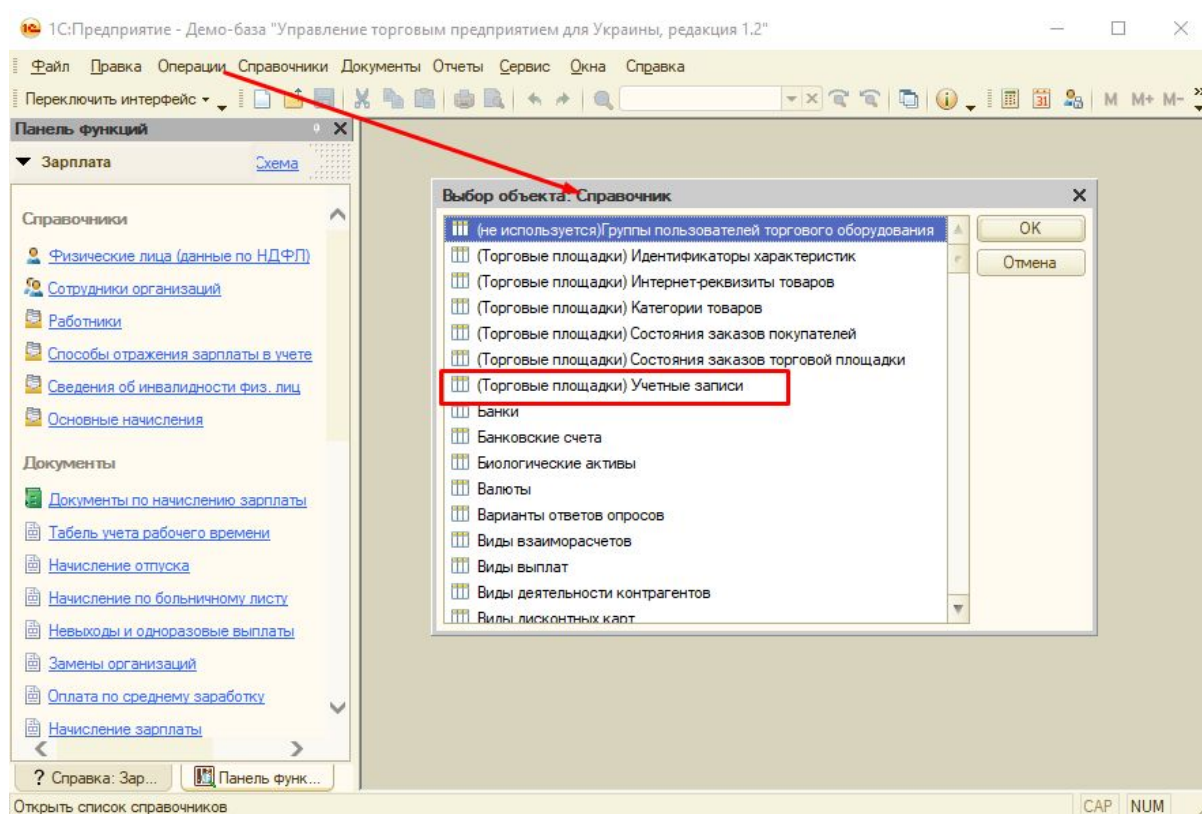 1С:Предприятие - Демо-база "Управление торговым предприятием для Украины, редакция 1.2"
Файл Правка Операции Справочники Документы Отчеты Сервис Окна Справка
Переключить интерфейс M M+ M-
Панель функций
Зарплата Схема
Справочники
Физические лица (данные по НДФЛ)
Сотрудники организаций
Работники
Способы отражения зарплаты в учете
Сведения об инвалидности физ. лиц
Основные начисления
Документы
Документы по начислению зарплаты
Табель учета рабочего времени
Начисление отпуска
Начисление по больничному листу
Невыходы и одноразовые выплаты
Замены организаций
Оплата по среднему заработку
Начисление зарплаты
? Справка: Зар... Панель функ...
Выбор объекта: Справочник
(не используется)Группы пользователей торгового оборудования
(Торговые площадки) Идентификаторы характеристик
(Торговые площадки) Интернет-реквизиты товаров
(Торговые площадки) Категории товаров
(Торговые площадки) Состояния заказов покупателей
(Торговые площадки) Состояния заказов торговой площадки
(Торговые площадки) Учетные записи
Банки
Банковские счета
Биологические активы
Валюты
Варианты ответов опросов
Виды взаиморасчетов
Виды выплат
Виды деятельности контрагентов
Виды дисконтных карт
OK
Отмена
Открыть список справочников CAP NUM